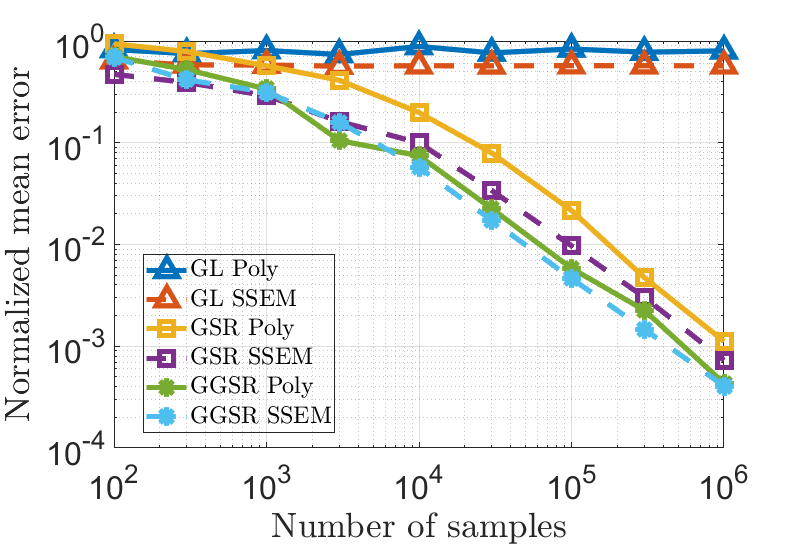 10^0
10^-1
10^-2
10^-3
10^-4
Normalized mean error
GL Poly
GL SSEM
GSR Poly
GSR SSEM
GGSR Poly
GGSR SSEM
10^2 10^3 10^4 10^5 10^6
Number of samples